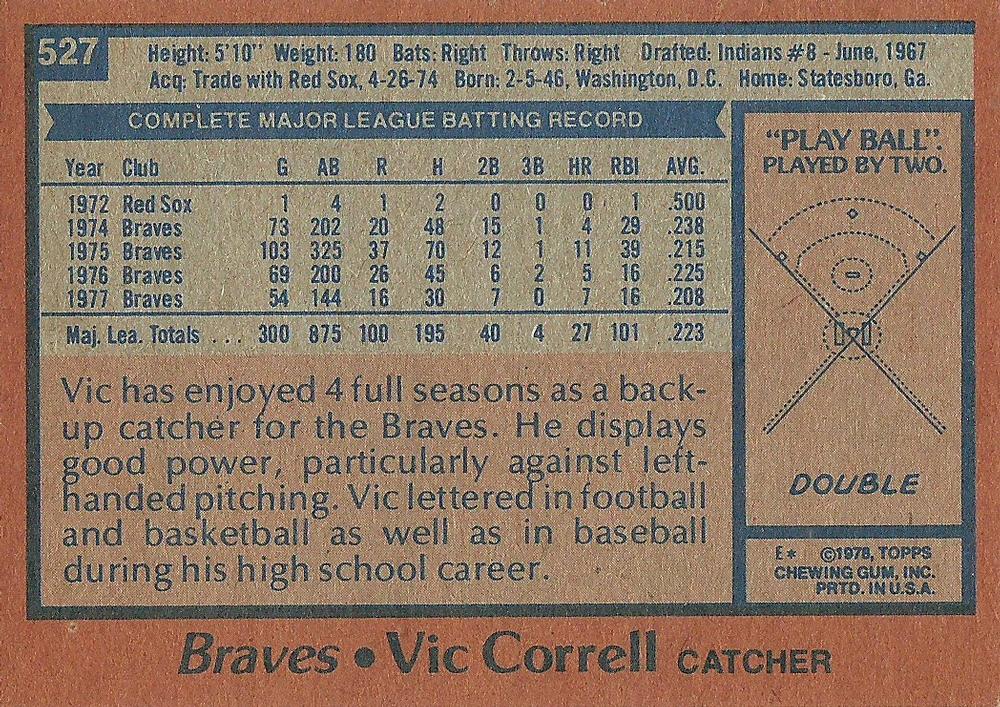 527
Height: 5'10" Weight: 180 Bats: Right Throws: Right Drafted: Indians #8 - June, 1967
Acq: Trade with Red Sox, 4-26-74 Born: 2-5-46, Washington, D.C. Home: Statesboro, Ga.
COMPLETE MAJOR LEAGUE BATTING RECORD
Year Club G AB R H 2B 3B HR RBI AVG.
1972 Red Sox 1 4 1 2 0 0 0 1 .500
1974 Braves 73 202 20 48 15 1 4 29 .238
1975 Braves 103 325 37 70 12 1 11 39 .215
1976 Braves 69 200 26 45 6 2 5 16 .225
1977 Braves 54 144 16 30 7 0 7 16 .208
Maj. Lea. Totals ... 300 875 100 195 40 4 27 101 .223
Vic has enjoyed 4 full seasons as a back-
up catcher for the Braves. He displays
good power, particularly against left-
handed pitching. Vic lettered in football
and basketball as well as in baseball
during his high school career.
"PLAY BALL".
PLAYED BY TWO.
DOUBLE
E* ©1978, TOPPS
CHEWING GUM, INC.
PRTD. IN U.S.A.
Braves • Vic Correll CATCHER